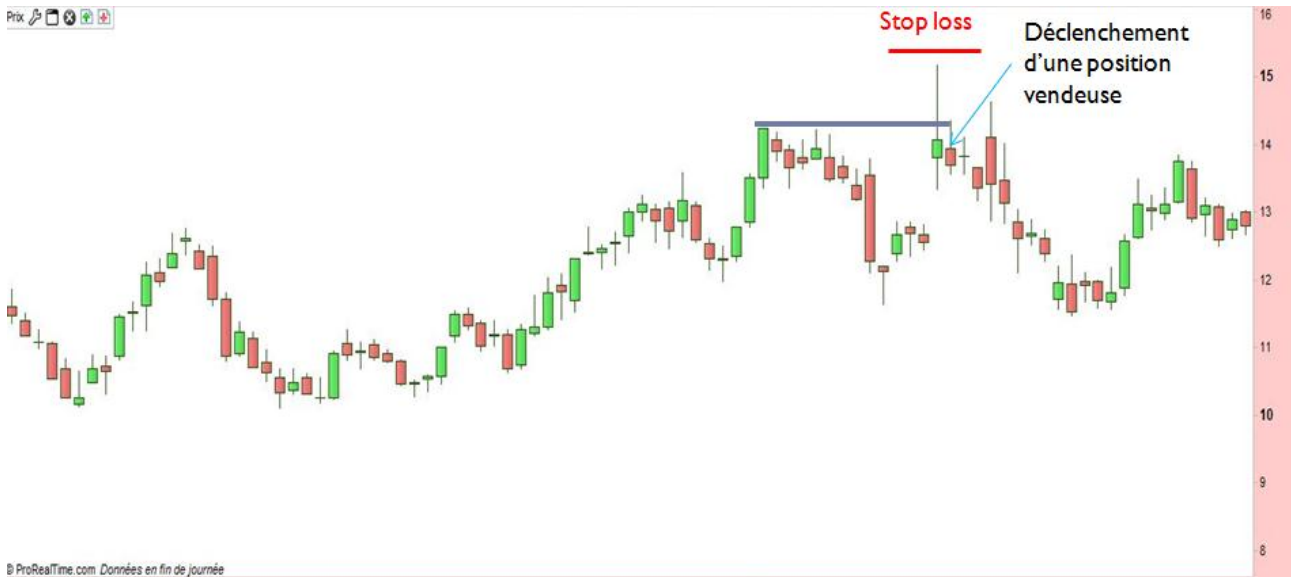 Prix
Stop loss
Déclenchement
d'une position
vendeuse
16
15
14
13
12
11
10
9
8
© ProRealTime.com Données en fin de journée